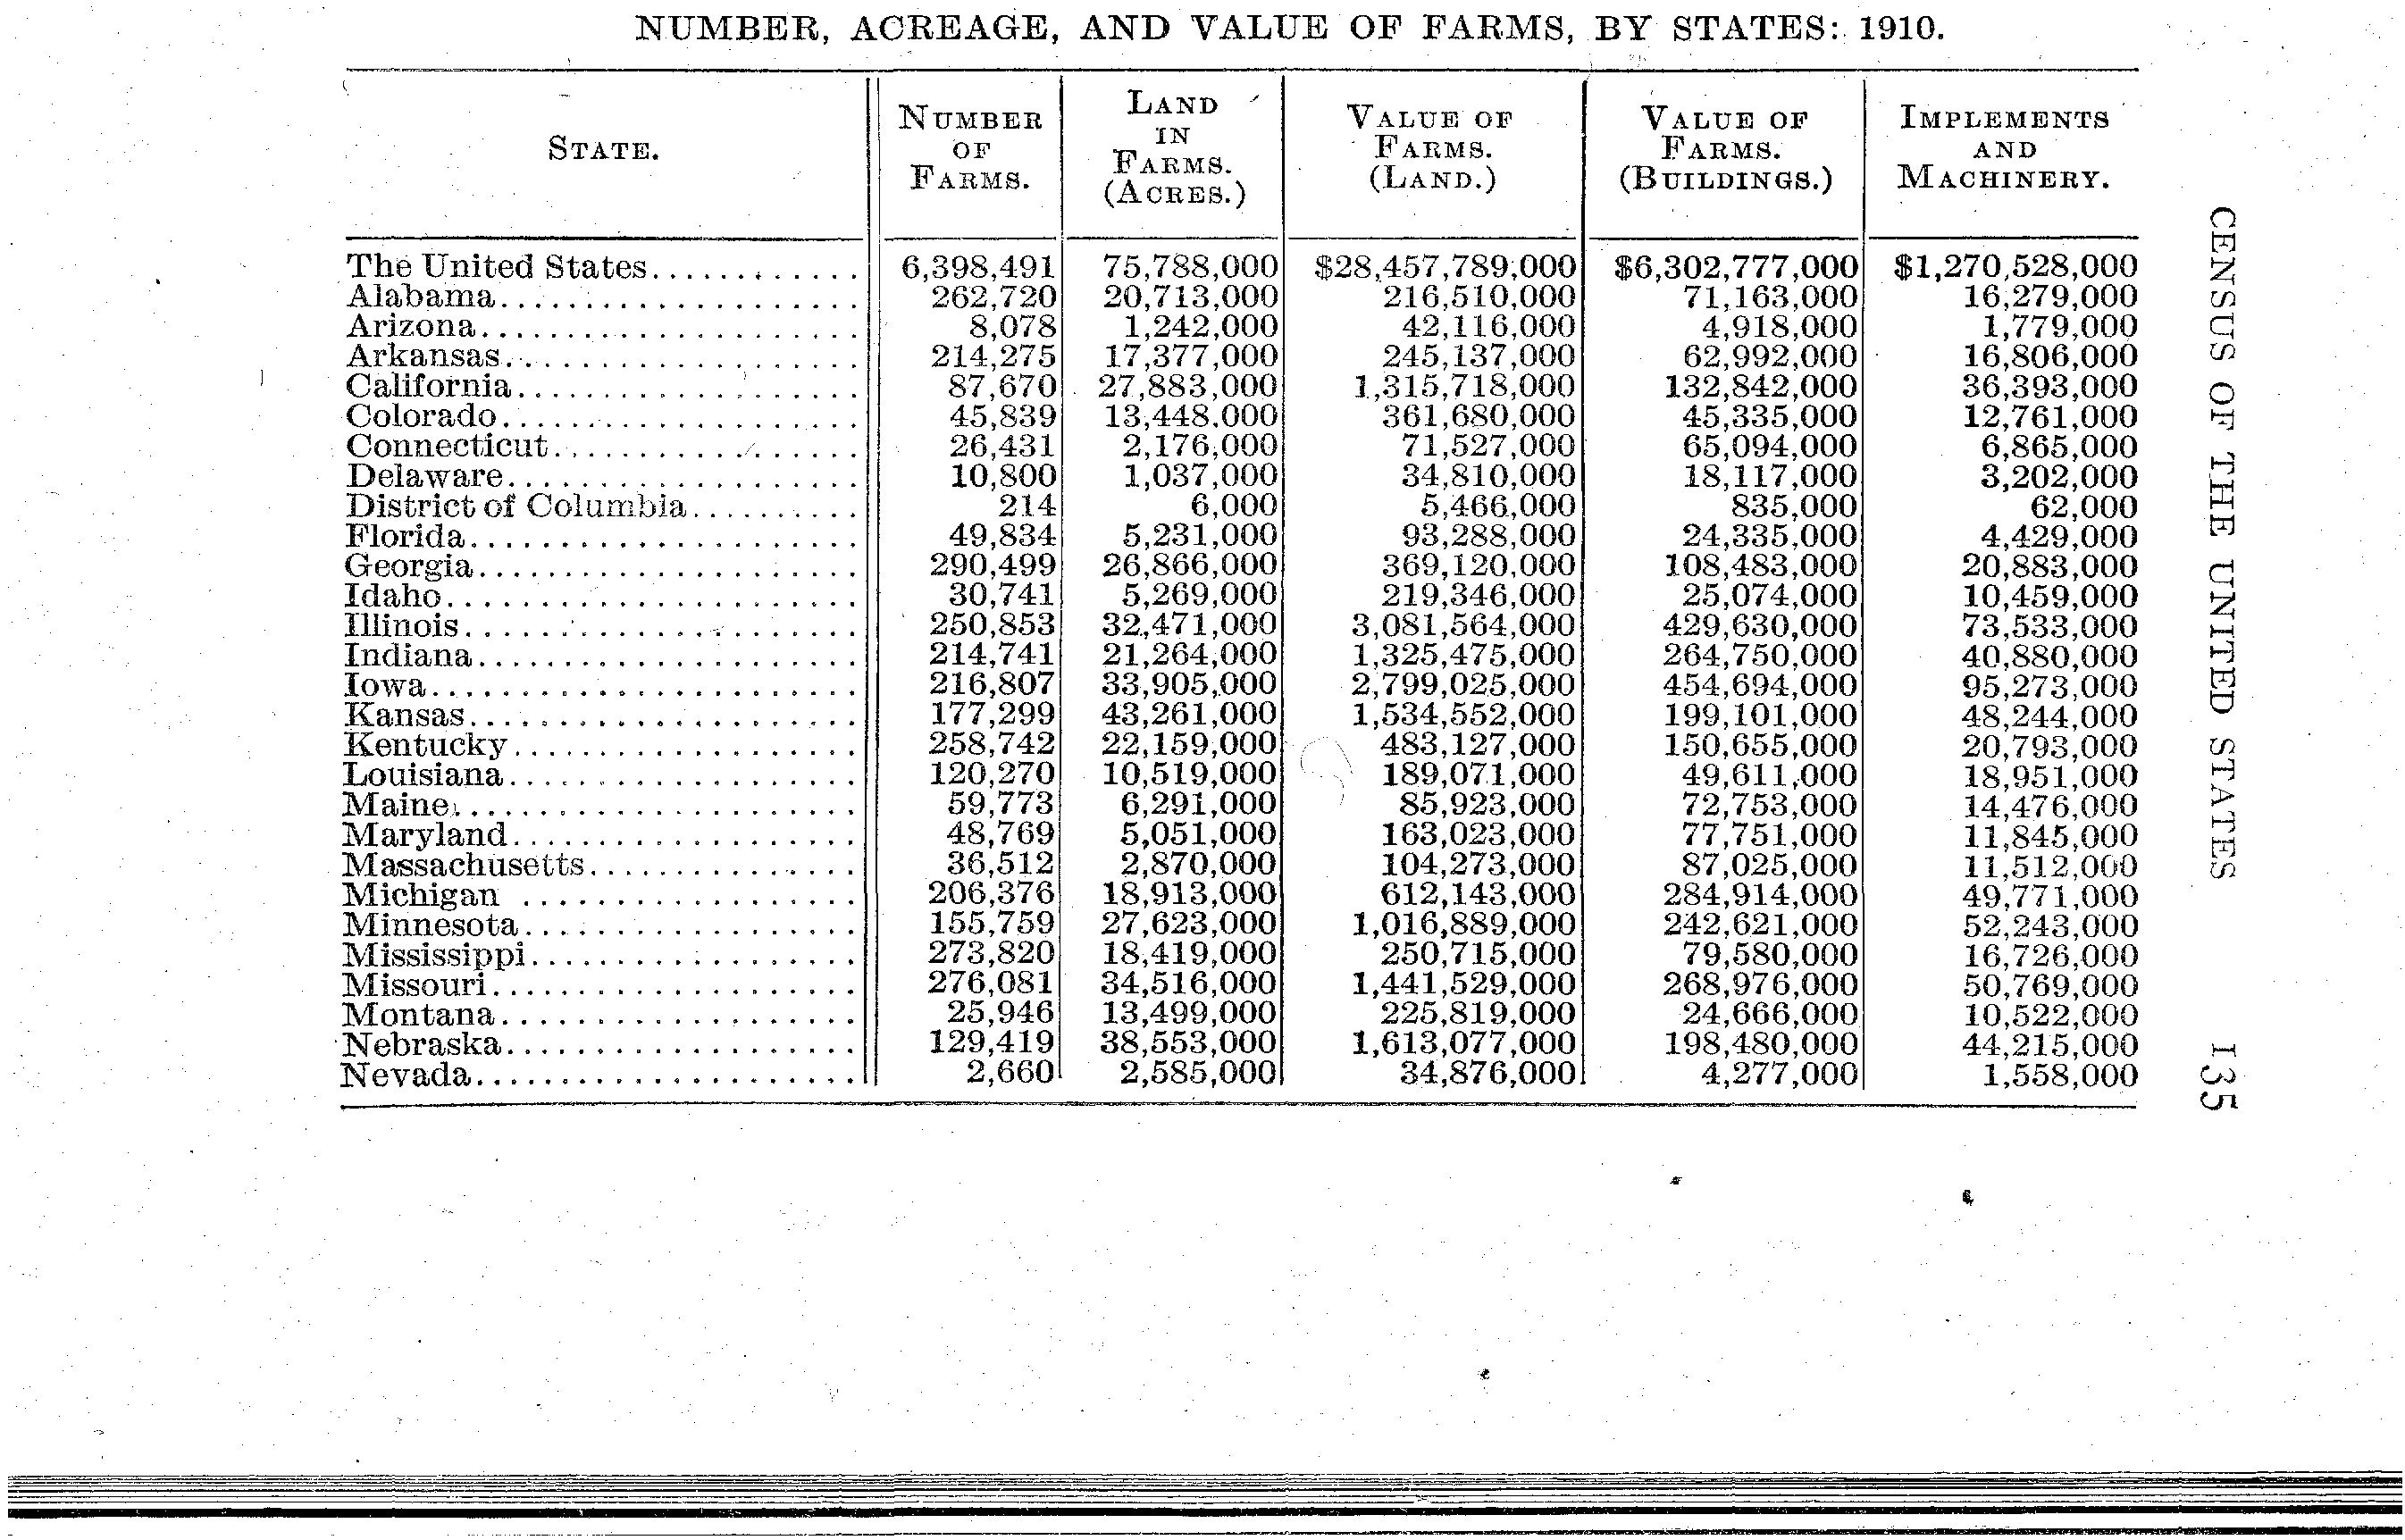 NUMBER, ACREAGE, AND VALUE OF FARMS, BY STATES: 1910.
STATE. NUMBER OF FARMS. LAND IN FARMS. (ACRES.) VALUE OF FARMS. (LAND.) VALUE OF FARMS. (BUILDINGS.) IMPLEMENTS AND MACHINERY.
The United States............ 6,398,491 75,788,000 $28,457,789,000 $6,302,777,000 $1,270,528,000
Alabama..................... 262,720 20,713,000 216,510,000 71,163,000 16,279,000
Arizona...................... 8,078 1,242,000 42,116,000 4,918,000 1,779,000
Arkansas.................... 214,275 17,377,000 245,137,000 62,992,000 16,806,000
California.................... 87,670 27,883,000 1,315,718,000 132,842,000 36,393,000
Colorado..................... 45,839 13,448,000 361,680,000 45,335,000 12,761,000
Connecticut.................. 26,431 2,176,000 71,527,000 65,094,000 6,865,000
Delaware..................... 10,800 1,037,000 34,810,000 18,117,000 3,202,000
District of Columbia.......... 214 6,000 5,466,000 835,000 62,000
Florida....................... 49,834 5,231,000 93,288,000 24,335,000 4,429,000
Georgia...................... 290,499 26,866,000 369,120,000 108,483,000 20,883,000
Idaho........................ 30,741 5,269,000 219,346,000 25,074,000 10,459,000
Illinois....................... 250,853 32,471,000 3,081,564,000 429,630,000 73,533,000
Indiana...................... 214,741 21,264,000 1,325,475,000 264,750,000 40,880,000
Iowa......................... 216,807 33,905,000 2,799,025,000 454,694,000 95,273,000
Kansas....................... 177,299 43,261,000 1,534,552,000 199,101,000 48,244,000
Kentucky.................... 258,742 22,159,000 483,127,000 150,655,000 20,793,000
Louisiana.................... 120,270 10,519,000 189,071,000 49,611,000 18,951,000
Maine....................... 59,773 6,291,000 85,923,000 72,753,000 14,476,000
Maryland.................... 48,769 5,051,000 163,023,000 77,751,000 11,845,000
Massachusetts................ 36,512 2,870,000 104,273,000 87,025,000 11,512,000
Michigan .................... 206,376 18,913,000 612,143,000 284,914,000 49,771,000
Minnesota................... 155,759 27,623,000 1,016,889,000 242,621,000 52,243,000
Mississippi................... 273,820 18,419,000 250,715,000 79,580,000 16,726,000
Missouri..................... 276,081 34,516,000 1,441,529,000 268,976,000 50,769,000
Montana..................... 25,946 13,499,000 225,819,000 24,666,000 10,522,000
Nebraska.................... 129,419 38,553,000 1,613,077,000 198,480,000 44,215,000
Nevada...................... 2,660 2,585,000 34,876,000 4,277,000 1,558,000
CENSUS OF THE UNITED STATES 135